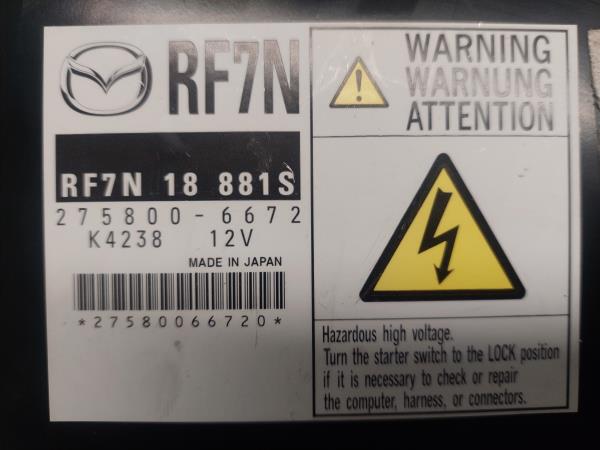 RF7N
RF7N 18 881S
275800-6672
K4238 12V
MADE IN JAPAN
*27580066720*
WARNING
WARNUNG
ATTENTION
Hazardous high voltage.
Turn the starter switch to the LOCK position
if it is necessary to check or repair
the computer, harness, or connectors.